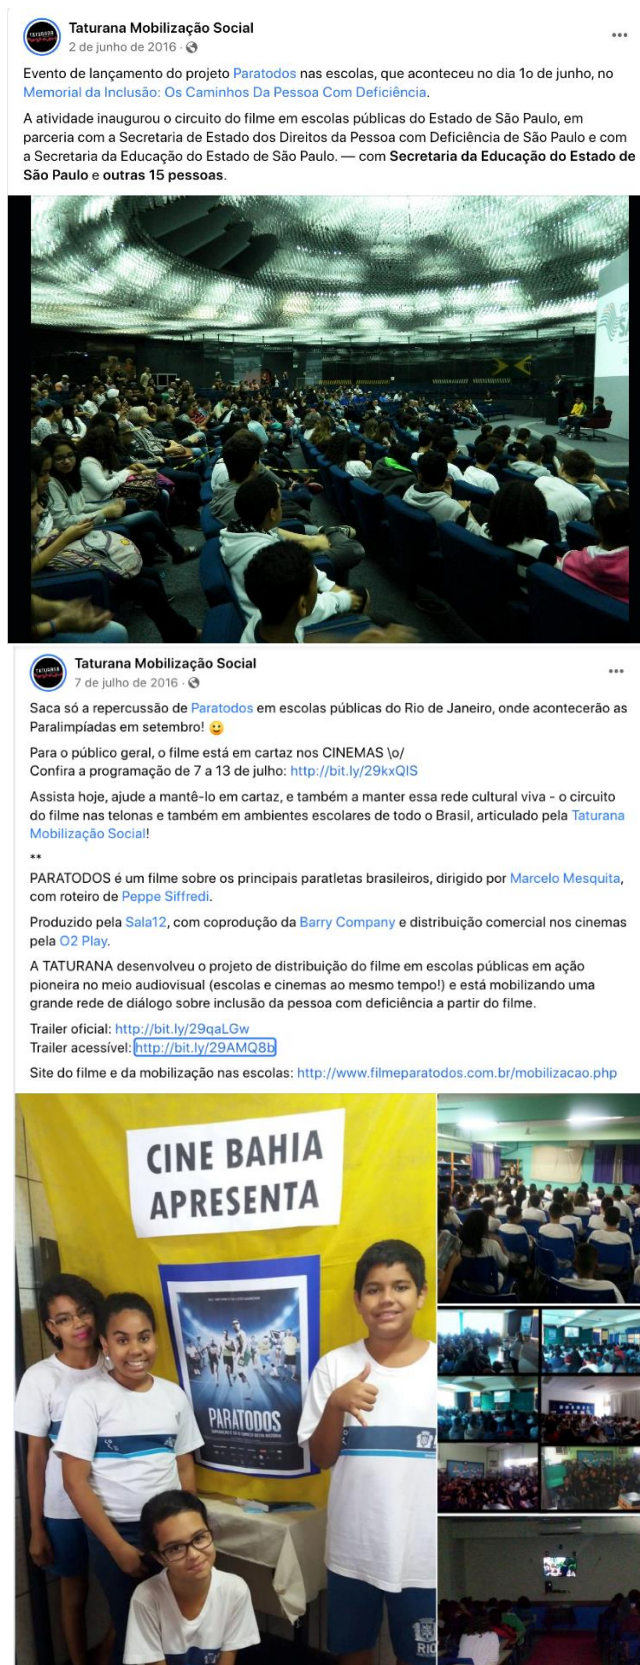 TATURANA
Taturana Mobilização Social
2 de junho de 2016 ·
Evento de lançamento do projeto Paratodos nas escolas, que aconteceu no dia 1o de junho, no
Memorial da Inclusão: Os Caminhos Da Pessoa Com Deficiência.
A atividade inaugurou o circuito do filme em escolas públicas do Estado de São Paulo, em
parceria com a Secretaria de Estado dos Direitos da Pessoa com Deficiência de São Paulo e com
a Secretaria da Educação do Estado de São Paulo. — com Secretaria da Educação do Estado de
São Paulo e outras 15 pessoas.
TATURANA
Taturana Mobilização Social
7 de julho de 2016 ·
Saca só a repercussão de Paratodos em escolas públicas do Rio de Janeiro, onde acontecerão as
Paralimpíadas em setembro! 🙂
Para o público geral, o filme está em cartaz nos CINEMAS \o/
Confira a programação de 7 a 13 de julho: http://bit.ly/29kxQIS
Assista hoje, ajude a mantê-lo em cartaz, e também a manter essa rede cultural viva - o circuito
do filme nas telonas e também em ambientes escolares de todo o Brasil, articulado pela Taturana
Mobilização Social!
**
PARATODOS é um filme sobre os principais paratletas brasileiros, dirigido por Marcelo Mesquita,
com roteiro de Peppe Siffredi.
Produzido pela Sala12, com coprodução da Barry Company e distribuição comercial nos cinemas
pela O2 Play.
A TATURANA desenvolveu o projeto de distribuição do filme em escolas públicas em ação
pioneira no meio audiovisual (escolas e cinemas ao mesmo tempo!) e está mobilizando uma
grande rede de diálogo sobre inclusão da pessoa com deficiência a partir do filme.
Trailer oficial: http://bit.ly/29qaLGw
Trailer acessível: http://bit.ly/29AMQ8b
Site do filme e da mobilização nas escolas: http://www.filmeparatodos.com.br/mobilizacao.php
CINE BAHIA
APRESENTA
PARATODOS
RIO